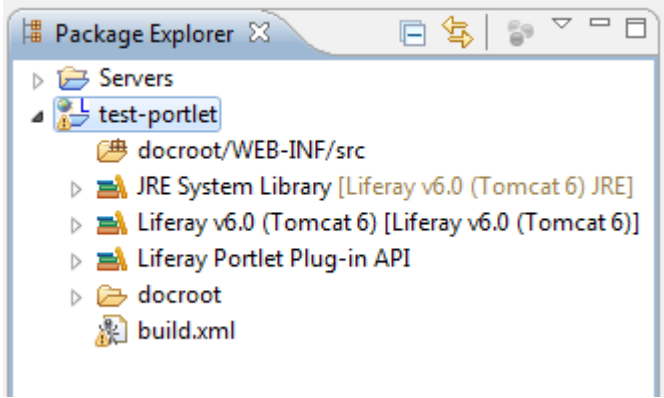 Package Explorer
Servers
test-portlet
docroot/WEB-INF/src
JRE System Library [Liferay v6.0 (Tomcat 6) JRE]
Liferay v6.0 (Tomcat 6) [Liferay v6.0 (Tomcat 6)]
Liferay Portlet Plug-in API
docroot
build.xml